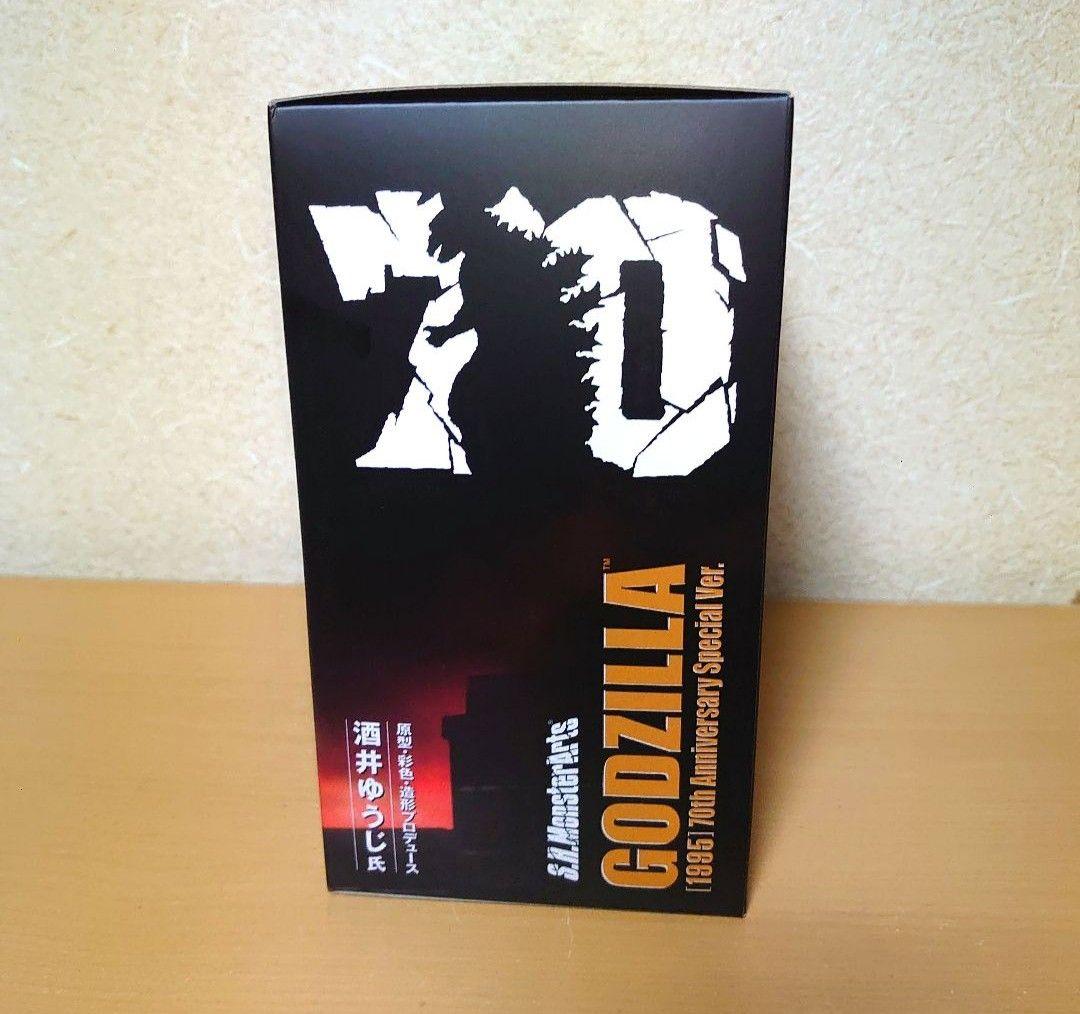 70
S.H.MonsterArts®
GODZILLA™
[1995] 70th Anniversary Special Ver.
原型・彩色・造形プロデュース
酒井ゆうじ氏